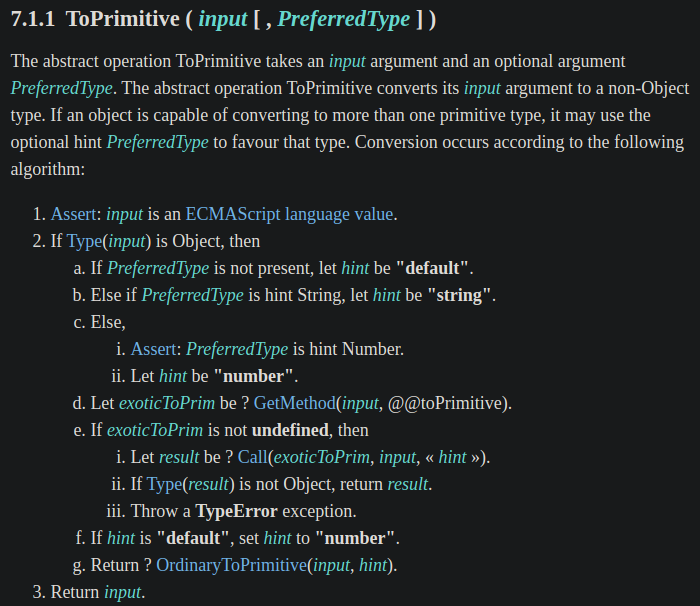 7.1.1 ToPrimitive ( input [ , PreferredType ] )
The abstract operation ToPrimitive takes an input argument and an optional argument
PreferredType. The abstract operation ToPrimitive converts its input argument to a non-Object
type. If an object is capable of converting to more than one primitive type, it may use the
optional hint PreferredType to favour that type. Conversion occurs according to the following
algorithm:
1. Assert: input is an ECMAScript language value.
2. If Type(input) is Object, then
a. If PreferredType is not present, let hint be "default".
b. Else if PreferredType is hint String, let hint be "string".
c. Else,
i. Assert: PreferredType is hint Number.
ii. Let hint be "number".
d. Let exoticToPrim be ? GetMethod(input, @@toPrimitive).
e. If exoticToPrim is not undefined, then
i. Let result be ? Call(exoticToPrim, input, « hint »).
ii. If Type(result) is not Object, return result.
iii. Throw a TypeError exception.
f. If hint is "default", set hint to "number".
g. Return ? OrdinaryToPrimitive(input, hint).
3. Return input.